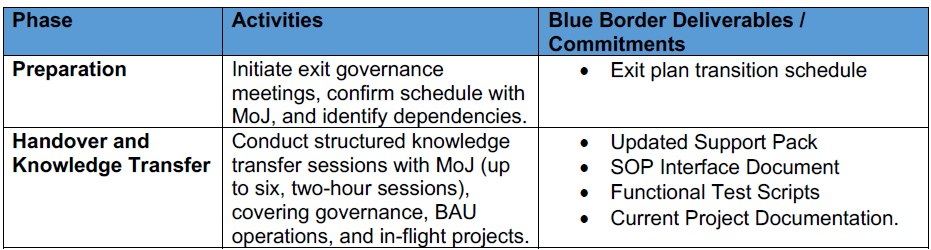 Phase
Activities
Blue Border Deliverables /
Commitments
Preparation
Initiate exit governance
meetings, confirm schedule with
MoJ, and identify dependencies.
• Exit plan transition schedule
Handover and
Knowledge Transfer
Conduct structured knowledge
transfer sessions with MoJ (up
to six, two-hour sessions),
covering governance, BAU
operations, and in-flight projects.
• Updated Support Pack
• SOP Interface Document
• Functional Test Scripts
• Current Project Documentation.